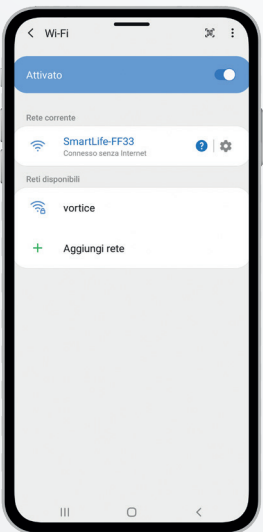 Wi-Fi
Attivato
Rete corrente
SmartLife-FF33
Connesso senza Internet
?
Reti disponibili
vortice
+ Aggiungi rete